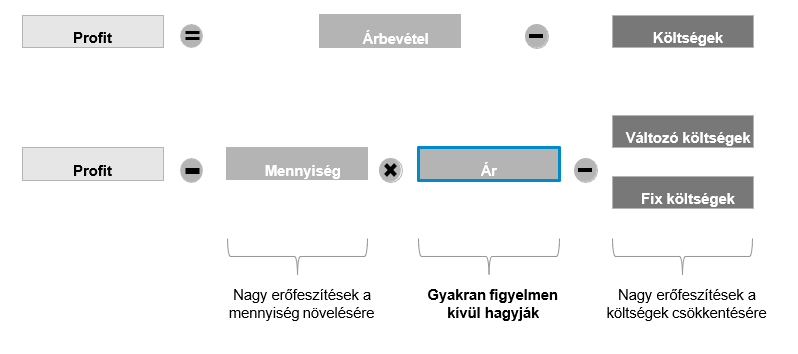 Profit = Árbevétel − Költségek
Változó költségek
Profit − Mennyiség × Ár −
Fix költségek
Nagy erőfeszítések a
mennyiség növelésére
Gyakran figyelmen
kívül hagyják
Nagy erőfeszítések a
költségek csökkentésére